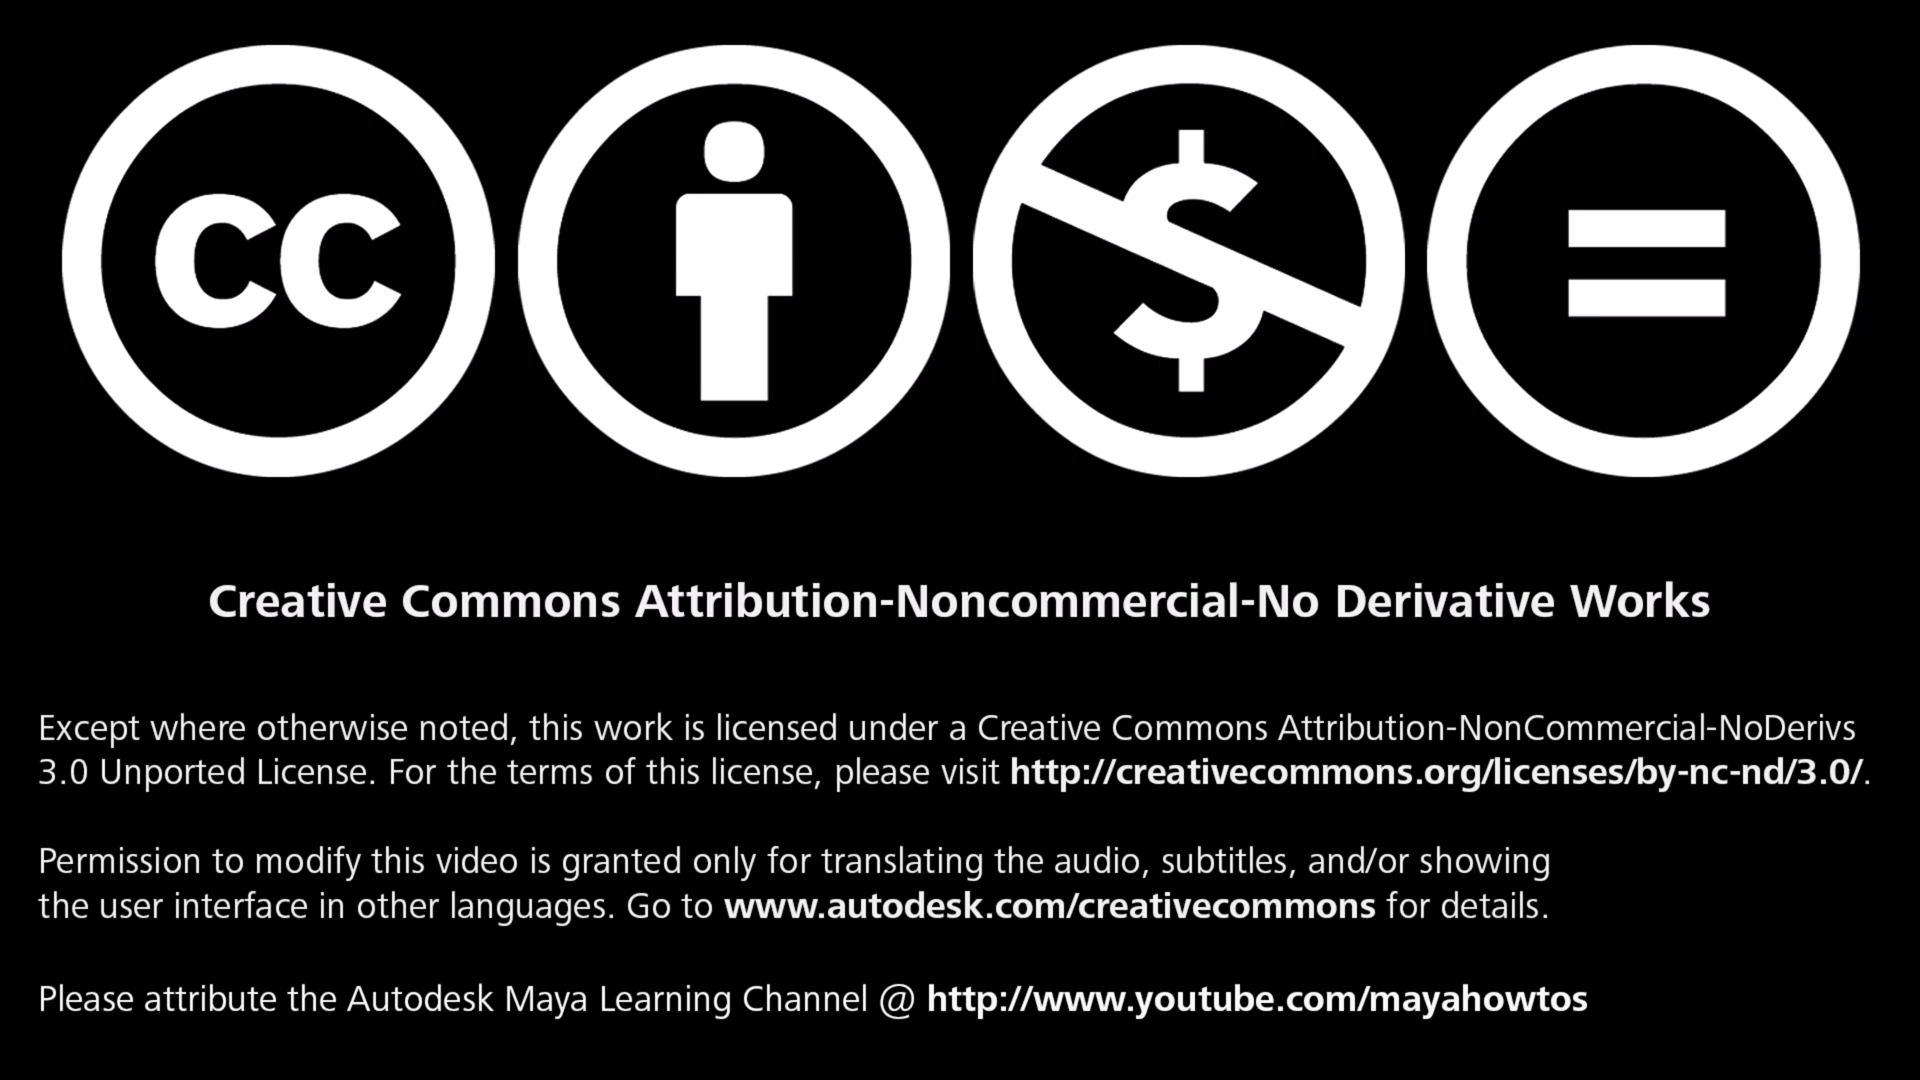 cc
$
=
Creative Commons Attribution-Noncommercial-No Derivative Works
Except where otherwise noted, this work is licensed under a Creative Commons Attribution-NonCommercial-NoDerivs
3.0 Unported License. For the terms of this license, please visit http://creativecommons.org/licenses/by-nc-nd/3.0/.
Permission to modify this video is granted only for translating the audio, subtitles, and/or showing
the user interface in other languages. Go to www.autodesk.com/creativecommons for details.
Please attribute the Autodesk Maya Learning Channel @ http://www.youtube.com/mayahowtos